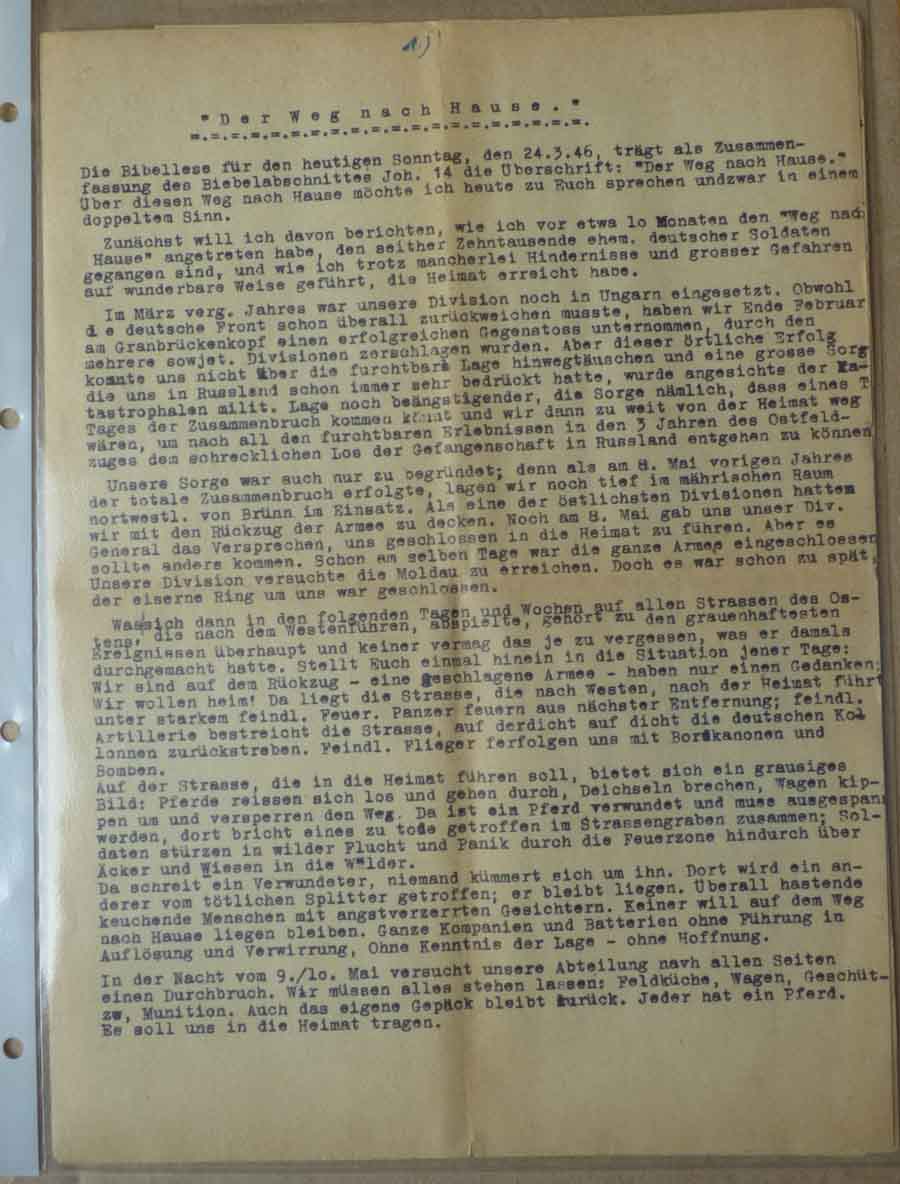 1)
"Der Weg nach Hause."
=.=.=.=.=.=.=.=.=.=.=.=.=.=.=.=.=.
Die Bibellese für den heutigen Sonntag, den 24.3.46, trägt als Zusammen-
fassung des Biebelabschnittes Joh. 14 die Überschrift: "Der Weg nach Hause."
Über diesen Weg nach Hause möchte ich heute zu Euch sprechen undzwar in einem
doppeltem Sinn.
Zunächst will ich davon berichten, wie ich vor etwa lo Monaten den "Weg nach
Hause" angetreten habe, den seither Zehntausende ehem. deutscher Soldaten
gegangen sind, und wie ich trotz mancherlei Hindernisse und grosser Gefahren
auf wunderbare Weise geführt, die Heimat erreicht habe.
Im März verg. Jahres war unsere Division noch in Ungarn eingesetzt. Obwohl
d e deutsche Front schon überall zurückweichen musste, haben wir Ende Februar
am Granbrückenkopf einen erfolgreichen Gegenstoss unternommen, durch den
mehrere sowjet. Divisionen zerschlagen wurden. Aber dieser örtliche Erfolg
konnte uns nicht über die furchtbare Lage hinwegtäuschen und eine grosse Sorg
die uns in Russland schon immer sehr bedrückt hatte, wurde angesichts der Ka-
tastrophalen milit. Lage noch beängstigender, die Sorge nämlich, dass eines T
Tages der Zusammenbruch kommen könnt und wir dann zu weit von der Heimat weg
wären, um nach all den furchtbaren Erlebnissen in den 3 Jahren des Ostfeld-
zuges dem schrecklichen Los der Gefangenschaft in Russland entgehen zu können
Unsere Sorge war auch nur zu begründet; denn als am 8. Mai vorigen Jahres
der totale Zusammenbruch erfolgte, lagen wir noch tief im mährischen Raum
nortwestl. von Brünn im Einsatz. Als eine der östlichsten Divisionen hattem
wir mit den Rückzug der Armee zu decken. Noch am 8. Mai gab uns unser Div.
General das Versprechen, uns geschlossen in die Heimat zu führen. Aber es
sollte anders kommen. Schon am selben Tage war die ganze Armee eingeschlossen
Unsere Division versuchte die Moldau zu erreichen. Doch es war schon zu spät,
der eiserne Ring um uns war geschlossen.
Was sich dann in den folgenden Tagen und Wochen auf allen Strassen des Os-
tens, die nach dem Westenführen, abspielte, gehört zu den grauenhaftesten
Ereignissen überhaupt und keiner vermag das je zu vergessen, was er damals
durchgemacht hatte. Stellt Euch einmal hinein in die Situation jener Tage:
Wir sind auf dem Rückzug - eine geschlagene Armee - haben nur einen Gedanken:
Wir wollen heim! Da liegt die Strasse, die nach Westen, nach der Heimat führt
unter starkem feindl. Feuer. Panzer feuern aus nächster Entfernung; feindl.
Artillerie bestreicht die Strasse, auf derdicht auf dicht die deutschen Kol
lonnen zurückstreben. Feindl. Flieger ferfolgen uns mit Bordkanonen und
Bomben.
Auf der Strasse, die in die Heimat führen soll, bietet sich ein grausiges
Bild: Pferde reissen sich los und gehen durch, Deichseln brechen, Wagen kip-
pen um und versperren den Weg. Da ist ein Pferd verwundet und muss ausgespann
werden, dort bricht eines zu tode getroffen im Strassengraben zusammen; Sol-
daten stürzen in wilder Flucht und Panik durch die Feuerzone hindurch über
Äcker und Wiesen in die Wälder.
Da schreit ein Verwundeter, niemand kümmert sich um ihn. Dort wird ein an-
derer vom tötlichen Splitter getroffen; er bleibt liegen. Überall hastende
keuchende Menschen mit angstverzerrten Gesichtern. Keiner will auf dem Weg
nach Hause liegen bleiben. Ganze Kompanien und Batterien ohne Führung in
Auflösung und Verwirrung, Ohne Kenntnis der Lage - ohne Hoffnung.
In der Nacht vom 9./lo. Mai versucht unsere Abteilung navh allen Seiten
einen Durchbruch. Wir müssen alles stehen lassen: Feldküche, Wagen, Geschüt-
zw, Munition. Auch das eigene Gepäck bleibt zurück. Jeder hat ein Pferd.
Es soll uns in die Heimat tragen.